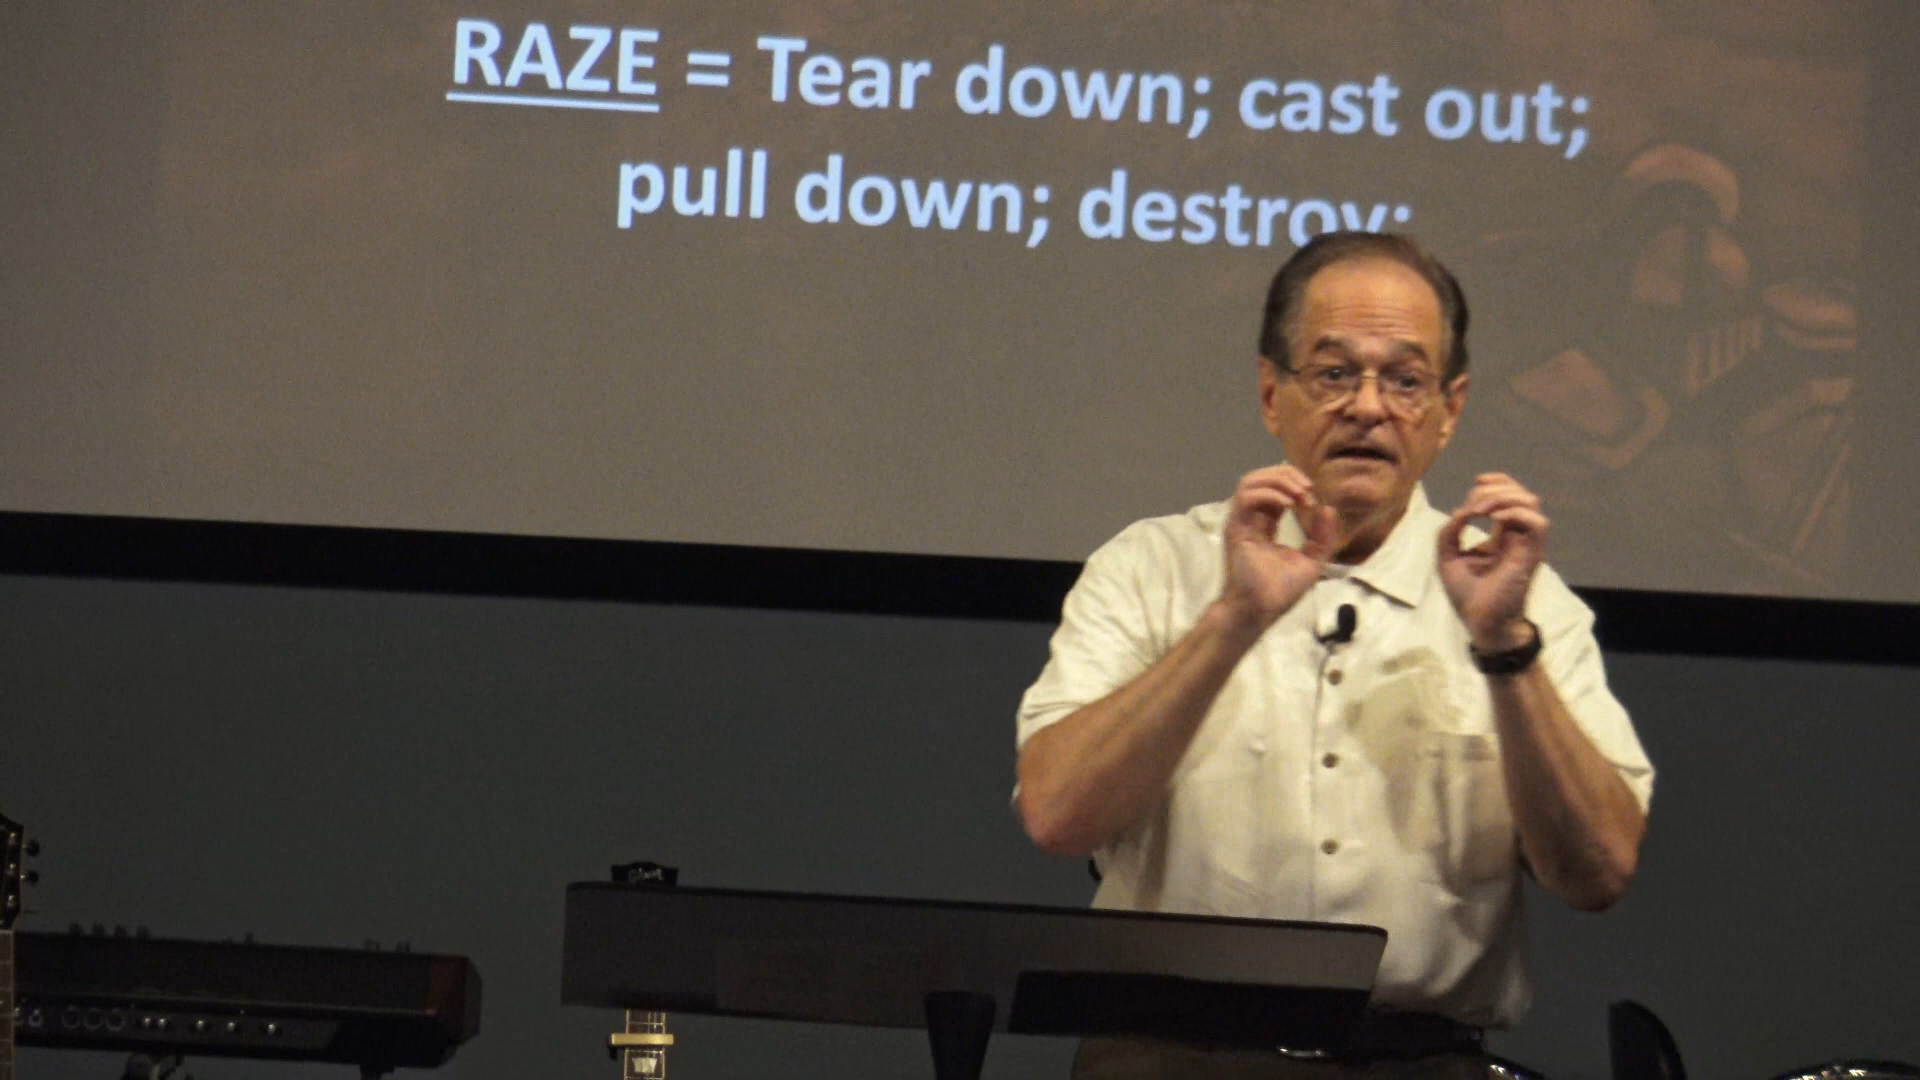 RAZE = Tear down; cast out;
pull down; destroy;